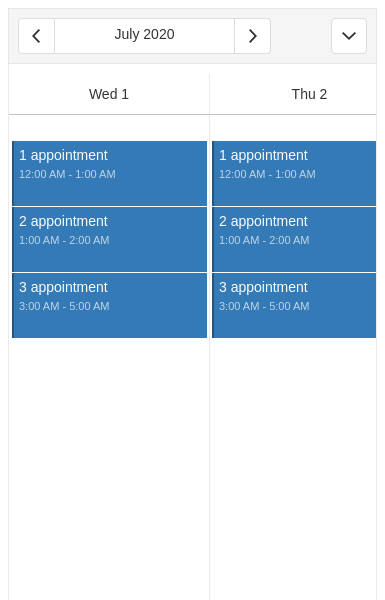 July 2020
Wed 1
Thu 2
1 appointment
12:00 AM - 1:00 AM
2 appointment
1:00 AM - 2:00 AM
3 appointment
3:00 AM - 5:00 AM
1 appointment
12:00 AM - 1:00 AM
2 appointment
1:00 AM - 2:00 AM
3 appointment
3:00 AM - 5:00 AM